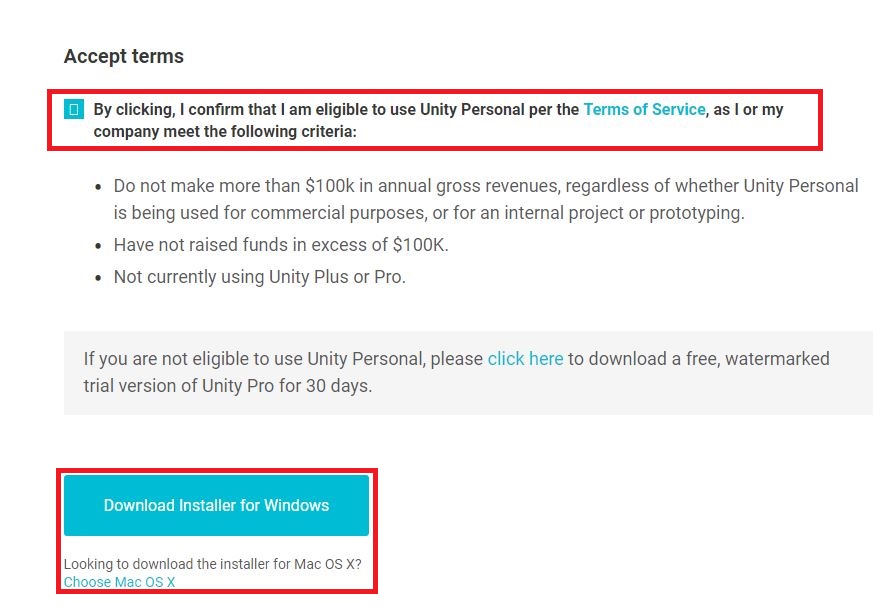 Accept terms
By clicking, I confirm that I am eligible to use Unity Personal per the Terms of Service, as I or my
company meet the following criteria:
Do not make more than $100k in annual gross revenues, regardless of whether Unity Personal
is being used for commercial purposes, or for an internal project or prototyping.
Have not raised funds in excess of $100K.
Not currently using Unity Plus or Pro.
If you are not eligible to use Unity Personal, please click here to download a free, watermarked
trial version of Unity Pro for 30 days.
Download Installer for Windows
Looking to download the installer for Mac OS X?
Choose Mac OS X